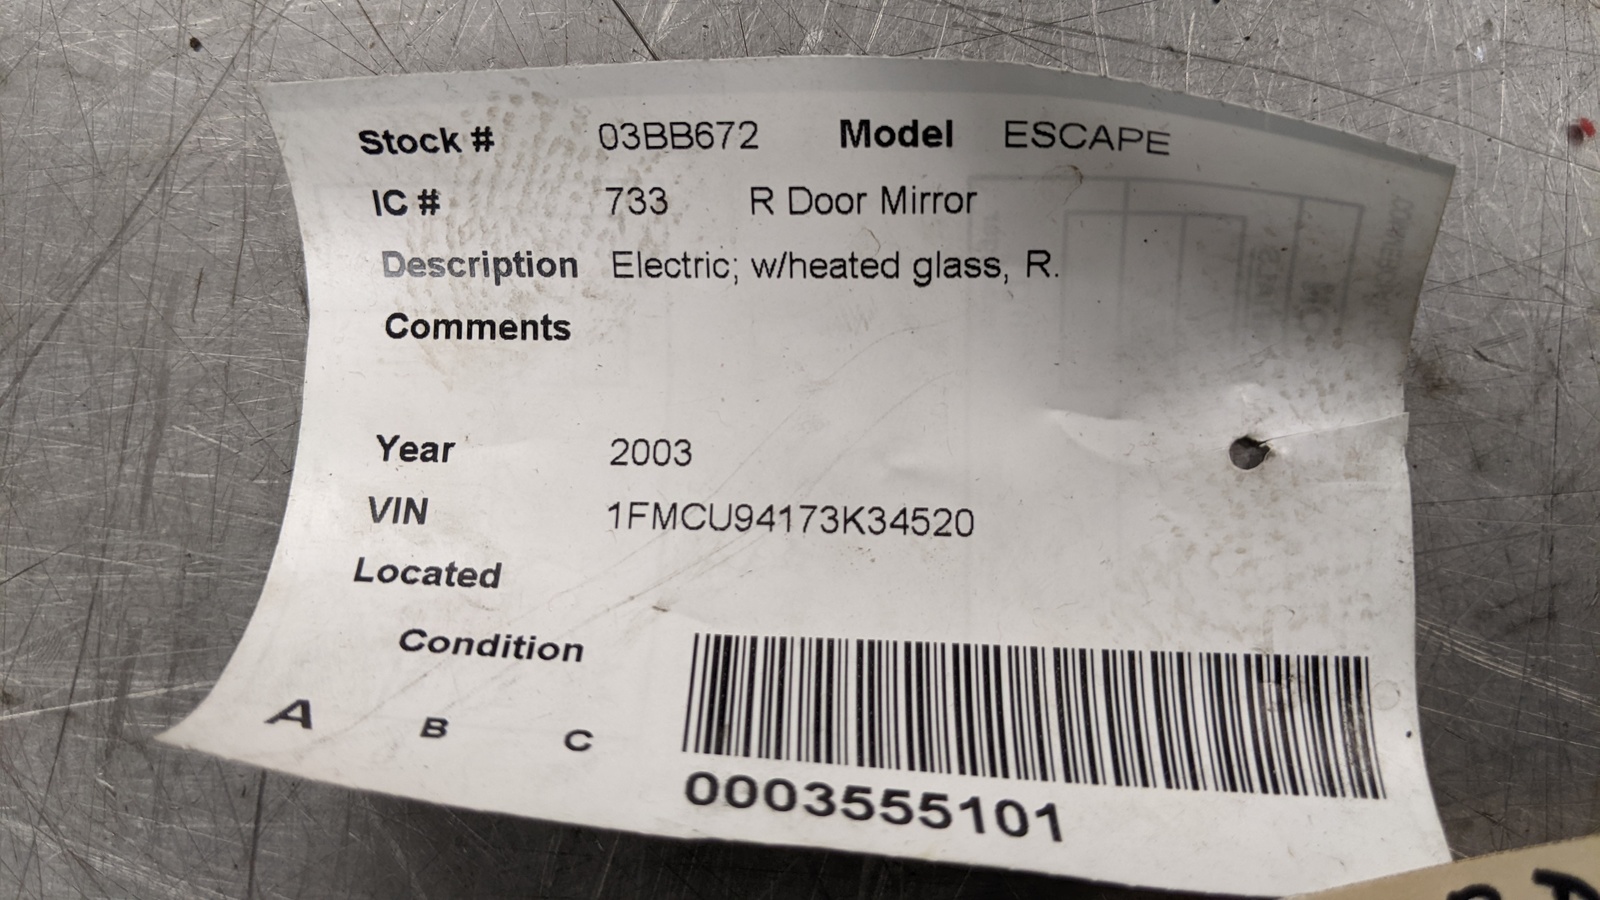 Stock # 03BB672 Model ESCAPE
IC # 733 R Door Mirror
Description Electric; w/heated glass, R.
Comments
Year 2003
VIN 1FMCU94173K34520
Located
Condition
A B C
0003555101